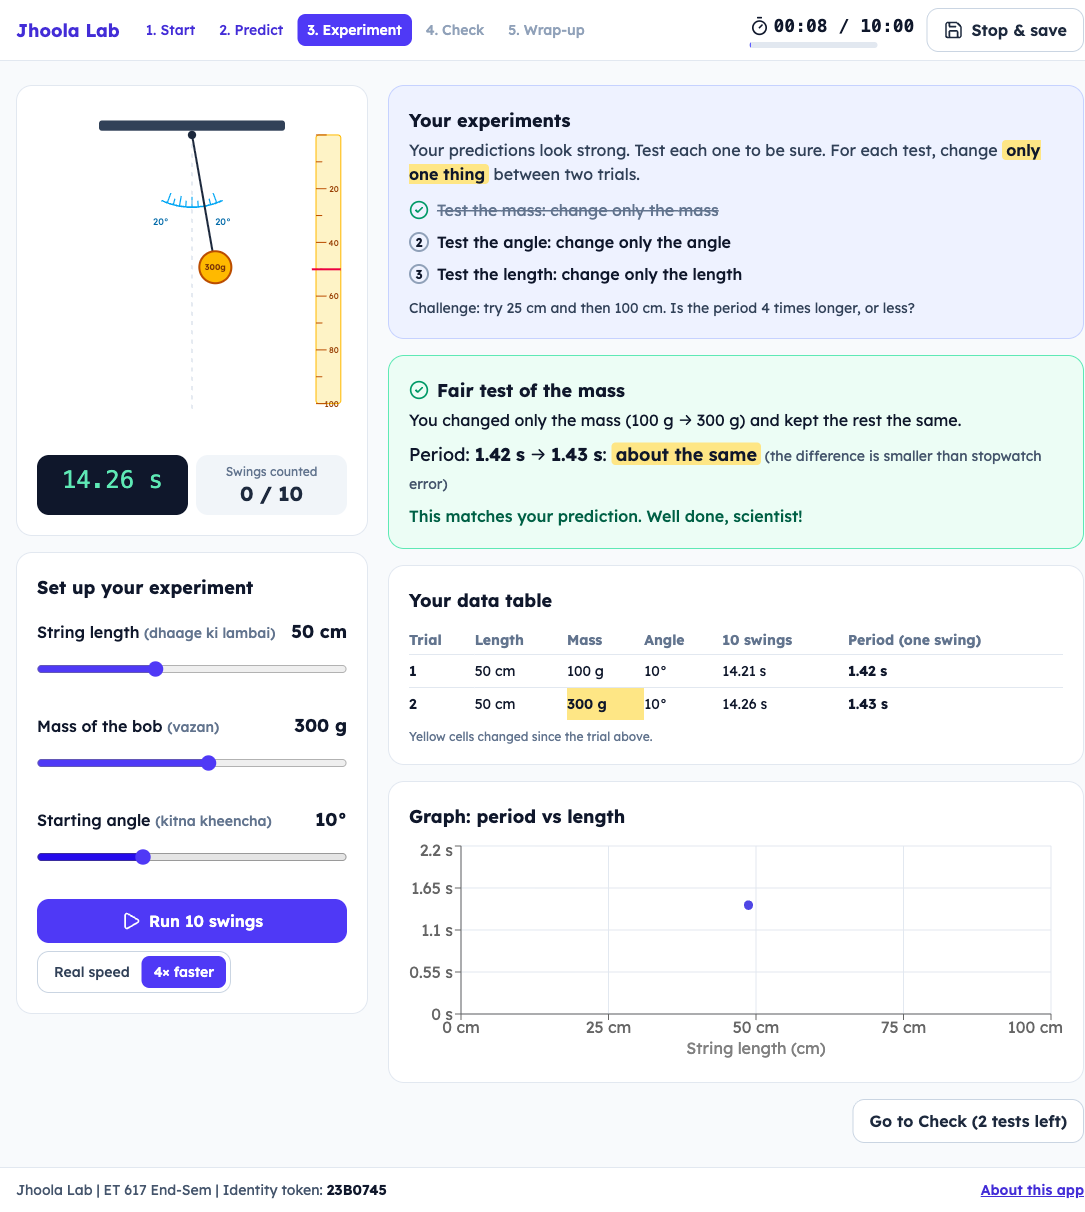 Jhoola Lab
1. Start
2. Predict
3. Experiment
4. Check
5. Wrap-up
00:08 / 10:00
Stop & save
20
40
60
80
100
20°
20°
300g
14.26 s
Swings counted
0 / 10
Set up your experiment
String length (dhaage ki lambai) 50 cm
Mass of the bob (vazan) 300 g
Starting angle (kitna kheencha) 10°
Run 10 swings
Real speed
4× faster
Your experiments
Your predictions look strong. Test each one to be sure. For each test, change only
one thing between two trials.
Test the mass: change only the mass
2 Test the angle: change only the angle
3 Test the length: change only the length
Challenge: try 25 cm and then 100 cm. Is the period 4 times longer, or less?
Fair test of the mass
You changed only the mass (100 g → 300 g) and kept the rest the same.
Period: 1.42 s → 1.43 s: about the same (the difference is smaller than stopwatch
error)
This matches your prediction. Well done, scientist!
Your data table
Trial Length Mass Angle 10 swings Period (one swing)
1 50 cm 100 g 10° 14.21 s 1.42 s
2 50 cm 300 g 10° 14.26 s 1.43 s
Yellow cells changed since the trial above.
Graph: period vs length
2.2 s
1.65 s
1.1 s
0.55 s
0 s
0 cm 25 cm 50 cm 75 cm 100 cm
String length (cm)
Go to Check (2 tests left)
Jhoola Lab | ET 617 End-Sem | Identity token: 23B0745
About this app